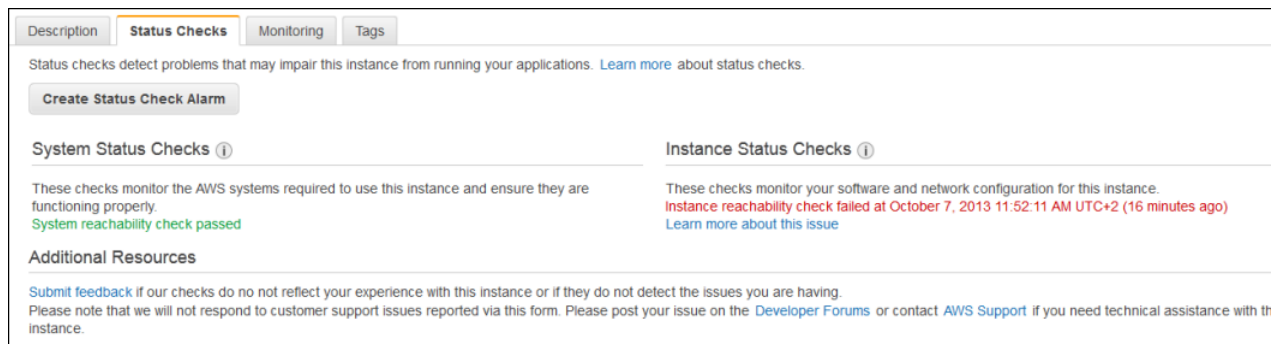 Description Status Checks Monitoring Tags
Status checks detect problems that may impair this instance from running your applications. Learn more about status checks.
Create Status Check Alarm
System Status Checks
These checks monitor the AWS systems required to use this instance and ensure they are
functioning properly.
System reachability check passed
Instance Status Checks
These checks monitor your software and network configuration for this instance.
Instance reachability check failed at October 7, 2013 11:52:11 AM UTC+2 (16 minutes ago)
Learn more about this issue
Additional Resources
Submit feedback if our checks do no not reflect your experience with this instance or if they do not detect the issues you are having.
Please note that we will not respond to customer support issues reported via this form. Please post your issue on the Developer Forums or contact AWS Support if you need technical assistance with th
instance.